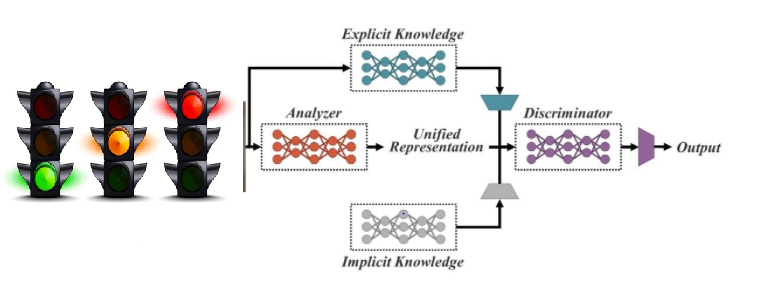 Explicit Knowledge
Analyzer
Unified
Representation
Discriminator
Output
Implicit Knowledge